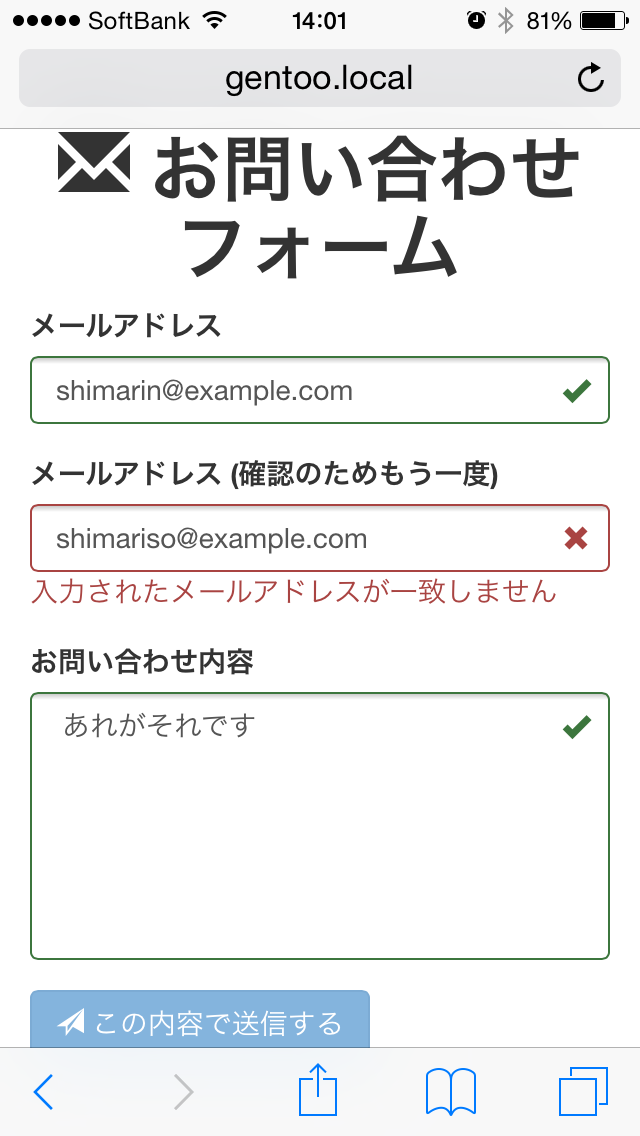 SoftBank 14:01 81%
gentoo.local
お問い合わせ
フォーム
メールアドレス
shimarin@example.com
メールアドレス (確認のためもう一度)
shimariso@example.com
入力されたメールアドレスが一致しません
お問い合わせ内容
あれがそれです
この内容で送信する